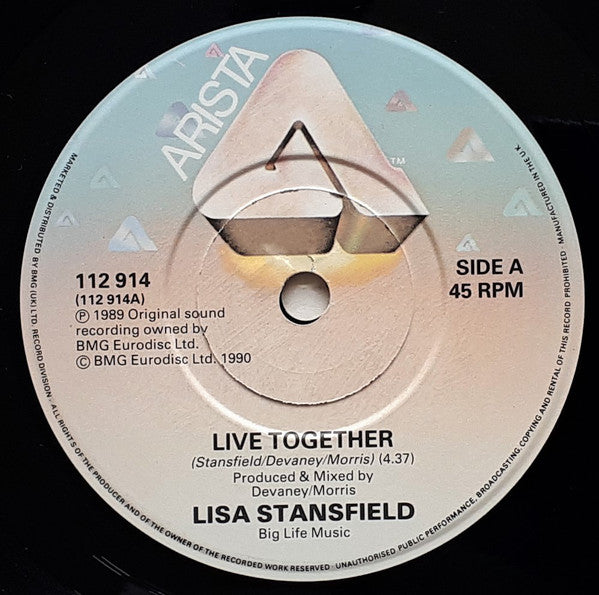 ARISTA
TM
112 914
(112 914A)
Ⓟ 1989 Original sound
recording owned by
BMG Eurodisc Ltd.
© BMG Eurodisc Ltd. 1990
SIDE A
45 RPM
LIVE TOGETHER
(Stansfield/Devaney/Morris) (4.37)
Produced & Mixed by
Devaney/Morris
LISA STANSFIELD
Big Life Music
MARKETED & DISTRIBUTED BY BMG (UK) LTD. RECORD DIVISION · ALL RIGHTS OF THE PRODUCER AND OF THE OWNER OF THE RECORDED WORK RESERVED · UNAUTHORISED PUBLIC PERFORMANCE, BROADCASTING, COPYING AND RENTAL OF THIS RECORD PROHIBITED · MANUFACTURED IN THE U.K.